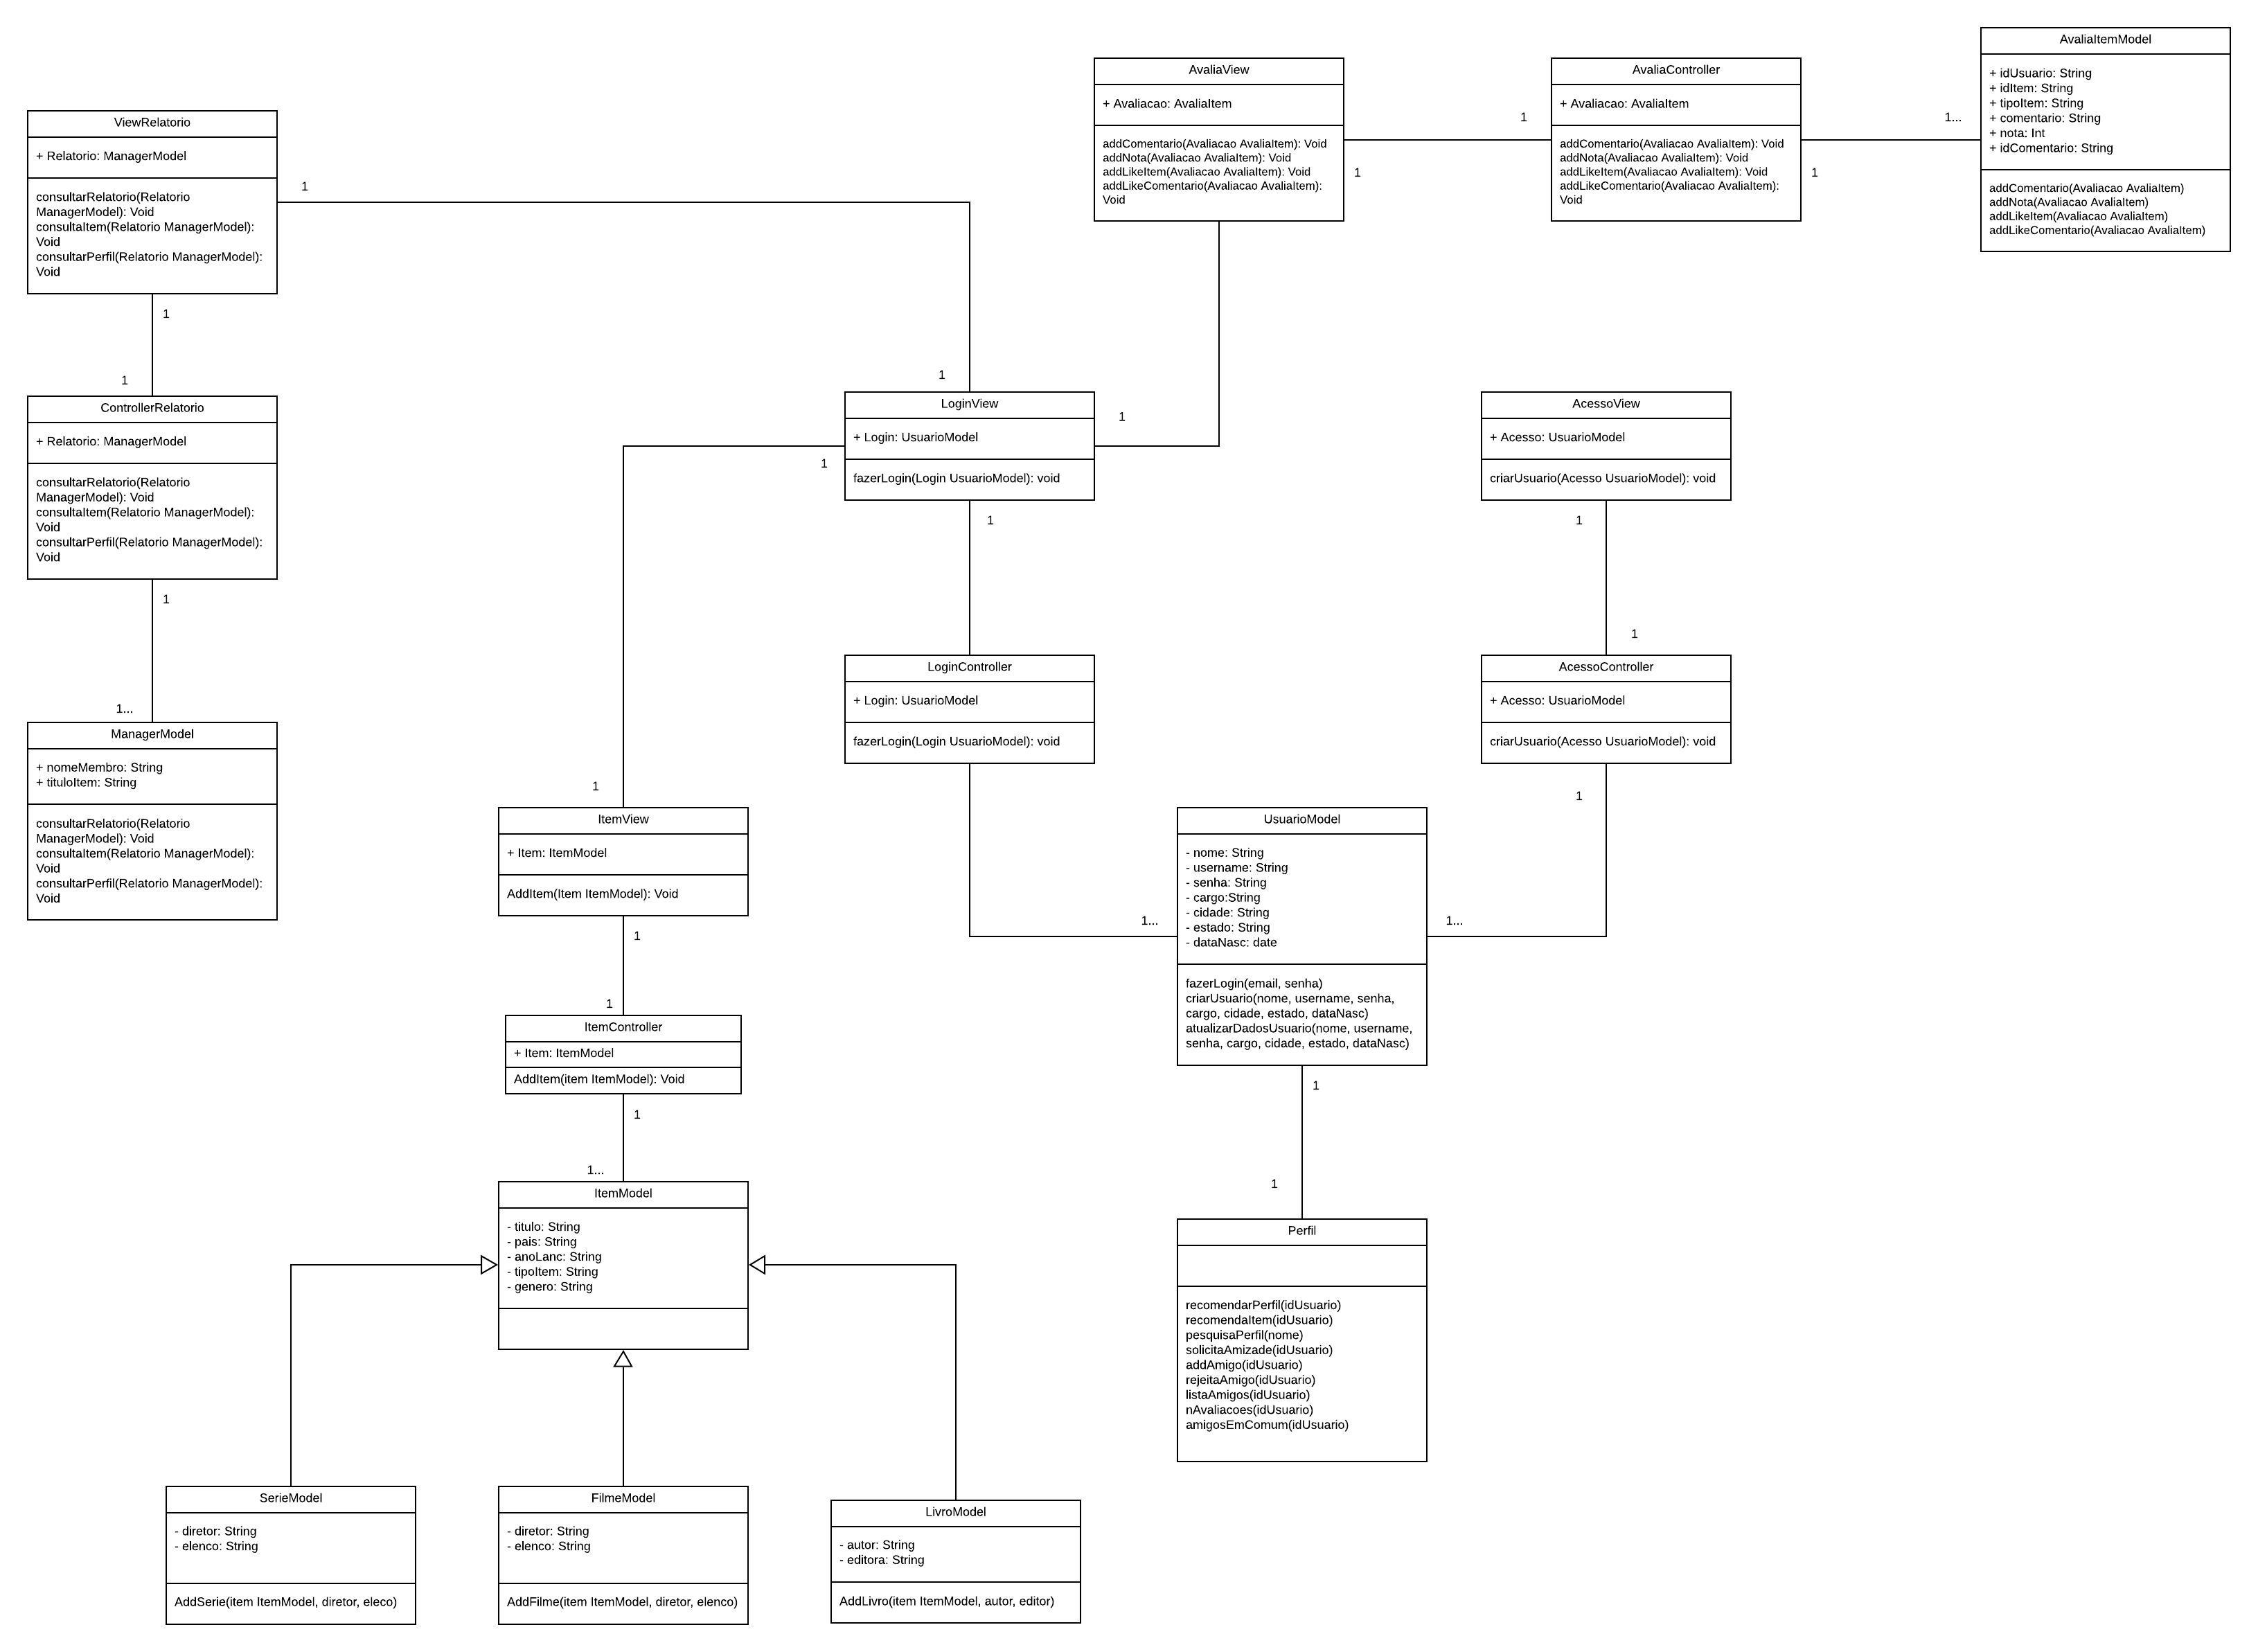 AvaliaItemModel
+ idUsuario: String
+ idItem: String
+ tipoItem: String
+ comentario: String
+ nota: Int
+ idComentario: String
addComentario(Avaliacao AvaliaItem)
addNota(Avaliacao AvaliaItem)
addLikeItem(Avaliacao AvaliaItem)
addLikeComentario(Avaliacao AvaliaItem)
AvaliaView
+ Avaliacao: AvaliaItem
addComentario(Avaliacao AvaliaItem): Void
addNota(Avaliacao AvaliaItem): Void
addLikeItem(Avaliacao AvaliaItem): Void
addLikeComentario(Avaliacao AvaliaItem):
Void
1
1
AvaliaController
+ Avaliacao: AvaliaItem
addComentario(Avaliacao AvaliaItem): Void
addNota(Avaliacao AvaliaItem): Void
addLikeItem(Avaliacao AvaliaItem): Void
addLikeComentario(Avaliacao AvaliaItem):
Void
1...
1
ViewRelatorio
+ Relatorio: ManagerModel
consultarRelatorio(Relatorio
ManagerModel): Void
consultaItem(Relatorio ManagerModel):
Void
consultarPerfil(Relatorio ManagerModel):
Void
1
1
1
ControllerRelatorio
+ Relatorio: ManagerModel
consultarRelatorio(Relatorio
ManagerModel): Void
consultaItem(Relatorio ManagerModel):
Void
consultarPerfil(Relatorio ManagerModel):
Void
1
1...
ManagerModel
+ nomeMembro: String
+ tituloItem: String
consultarRelatorio(Relatorio
ManagerModel): Void
consultaItem(Relatorio ManagerModel):
Void
consultarPerfil(Relatorio ManagerModel):
Void
1
LoginView
+ Login: UsuarioModel
fazerLogin(Login UsuarioModel): void
1
1
1
LoginController
+ Login: UsuarioModel
fazerLogin(Login UsuarioModel): void
AcessoView
+ Acesso: UsuarioModel
criarUsuario(Acesso UsuarioModel): void
1
1
AcessoController
+ Acesso: UsuarioModel
criarUsuario(Acesso UsuarioModel): void
1
1...
1...
UsuarioModel
- nome: String
- username: String
- senha: String
- cargo:String
- cidade: String
- estado: String
- dataNasc: date
fazerLogin(email, senha)
criarUsuario(nome, username, senha,
cargo, cidade, estado, dataNasc)
atualizarDadosUsuario(nome, username,
senha, cargo, cidade, estado, dataNasc)
1
1
Perfil
recomendarPerfil(idUsuario)
recomendaItem(idUsuario)
pesquisaPerfil(nome)
solicitaAmizade(idUsuario)
addAmigo(idUsuario)
rejeitaAmigo(idUsuario)
listaAmigos(idUsuario)
nAvaliacoes(idUsuario)
amigosEmComum(idUsuario)
1
ItemView
+ Item: ItemModel
AddItem(Item ItemModel): Void
1
1
ItemController
+ Item: ItemModel
AddItem(item ItemModel): Void
1
1...
ItemModel
- titulo: String
- pais: String
- anoLanc: String
- tipoItem: String
- genero: String
SerieModel
- diretor: String
- elenco: String
AddSerie(item ItemModel, diretor, eleco)
FilmeModel
- diretor: String
- elenco: String
AddFilme(item ItemModel, diretor, elenco)
LivroModel
- autor: String
- editora: String
AddLivro(item ItemModel, autor, editor)